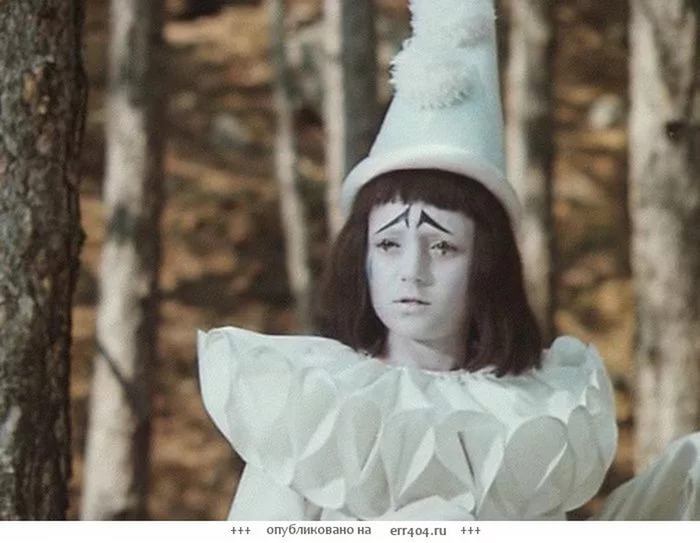 +++ опубликовано на err404.ru +++